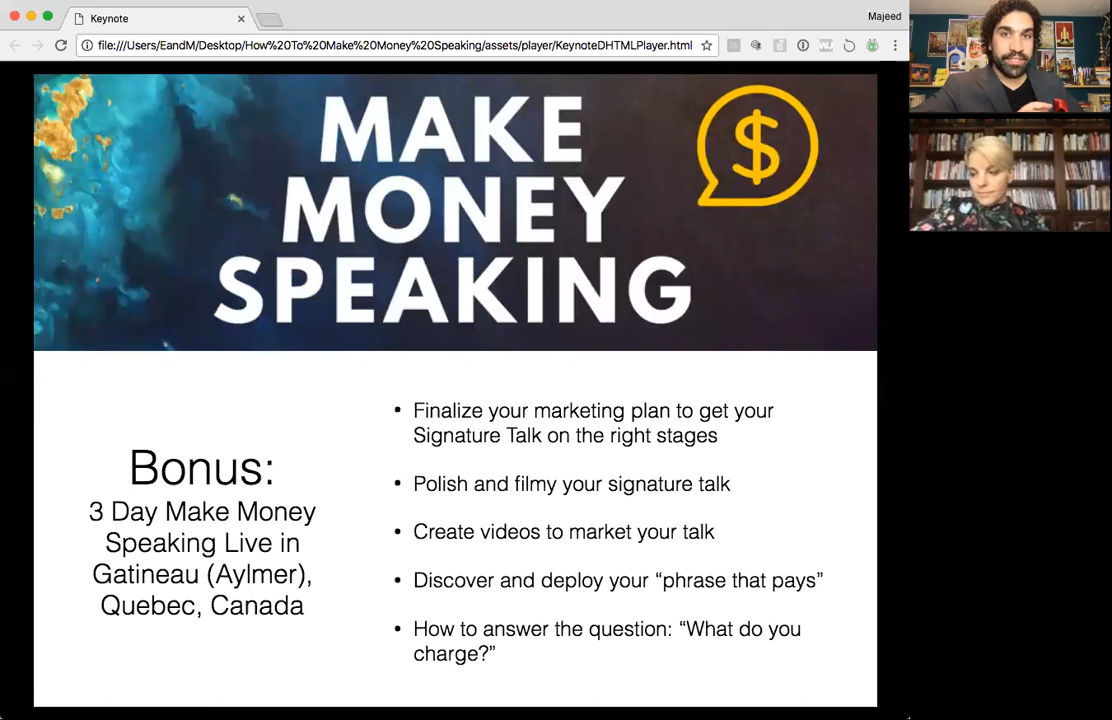 Keynote
Majeed
file:///Users/EandM/Desktop/How%20To%20Make%20Money%20Speaking/assets/player/KeynoteDHTMLPlayer.html
MAKE
MONEY
SPEAKING
$
Bonus:
3 Day Make Money
Speaking Live in
Gatineau (Aylmer),
Quebec, Canada
• Finalize your marketing plan to get your
Signature Talk on the right stages
• Polish and filmy your signature talk
• Create videos to market your talk
• Discover and deploy your “phrase that pays”
• How to answer the question: “What do you
charge?”